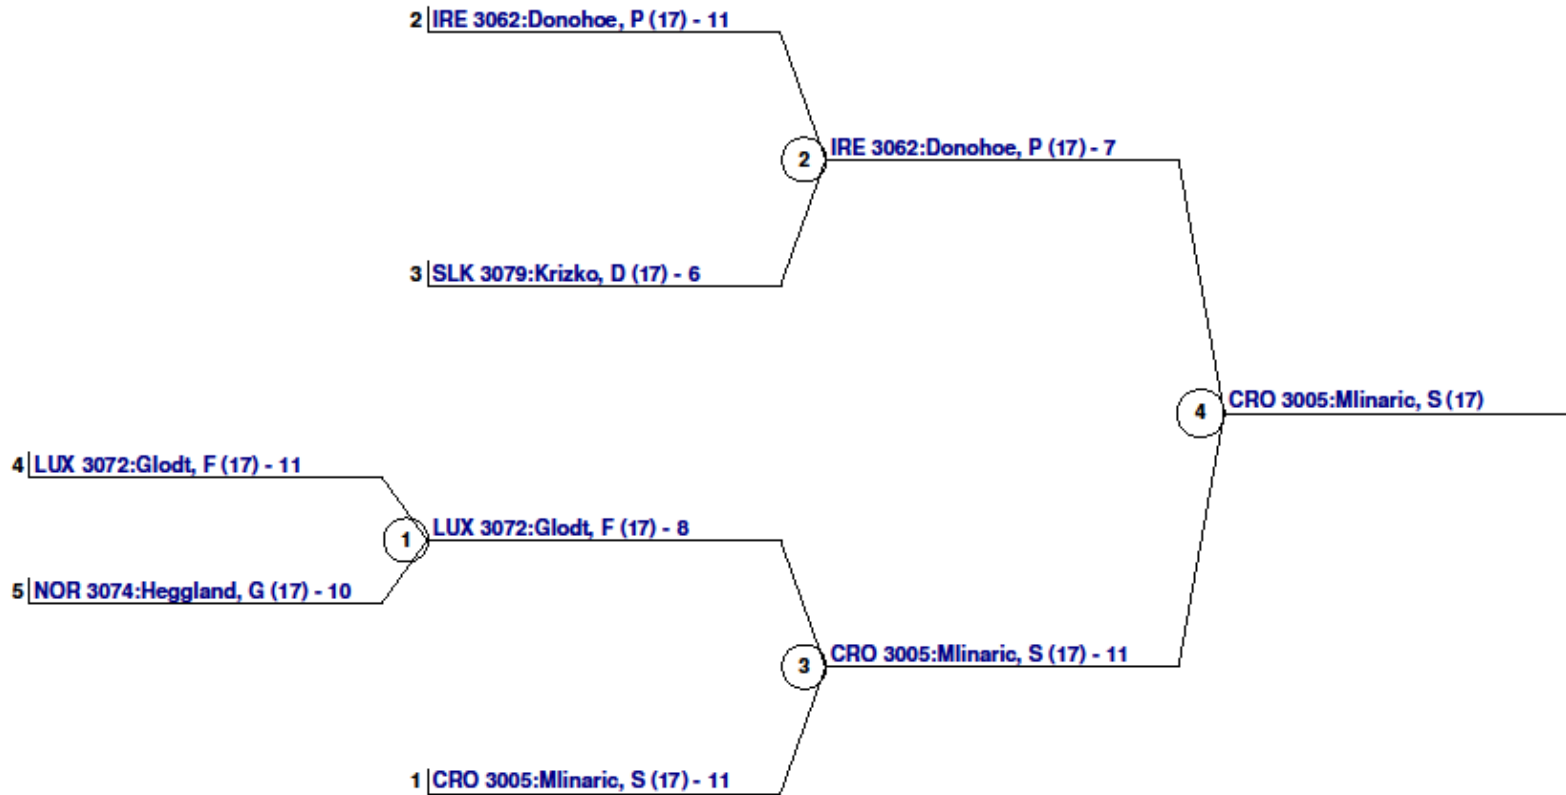 2 IRE 3062:Donohoe, P (17) - 11
2 IRE 3062:Donohoe, P (17) - 7
3 SLK 3079:Krizko, D (17) - 6
4 CRO 3005:Mlinaric, S (17)
4 LUX 3072:Glodt, F (17) - 11
1 LUX 3072:Glodt, F (17) - 8
5 NOR 3074:Heggland, G (17) - 10
3 CRO 3005:Mlinaric, S (17) - 11
1 CRO 3005:Mlinaric, S (17) - 11